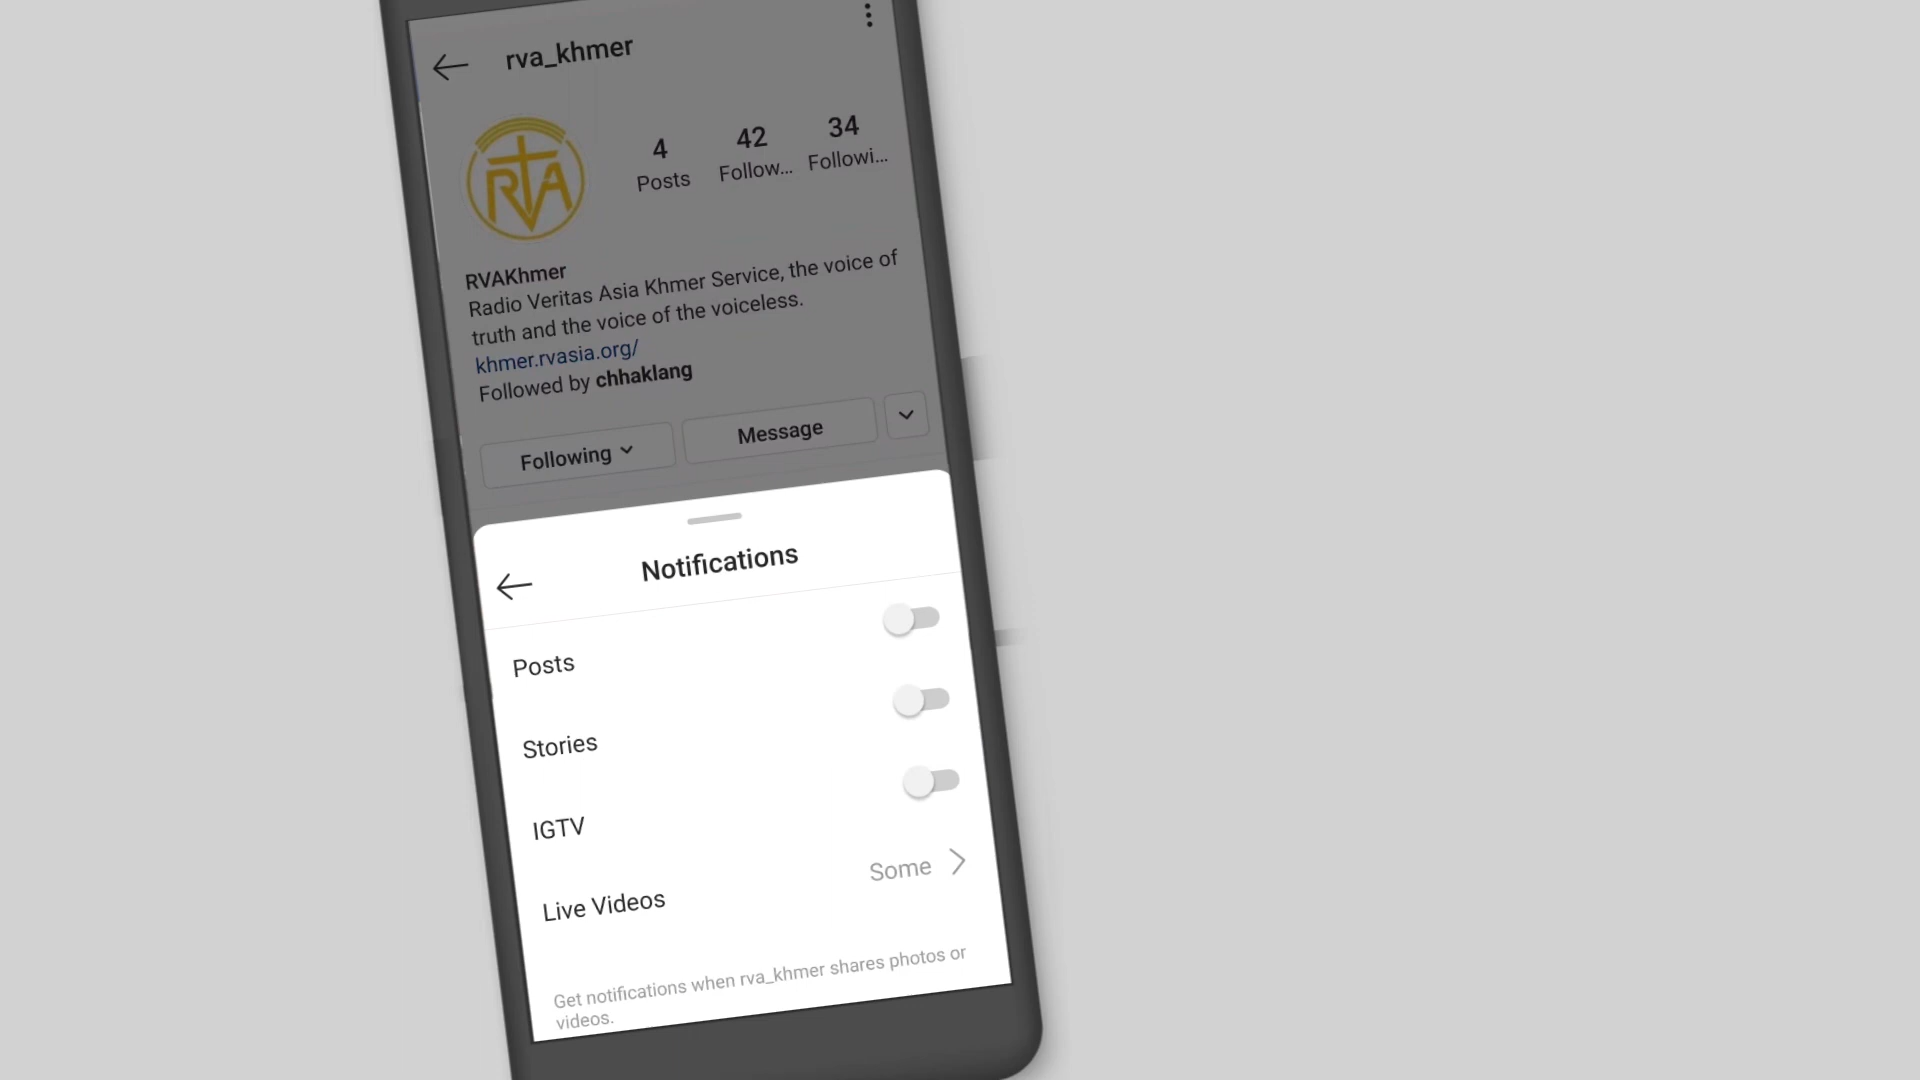 rva_khmer
RVA
4
Posts
42
Follow...
34
Followi...
RVAKhmer
Radio Veritas Asia Khmer Service, the voice of
truth and the voice of the voiceless.
khmer.rvasia.org/
Followed by chhaklang
Following
Message
Notifications
Posts
Stories
IGTV
Live Videos
Some
Get notifications when rva_khmer shares photos or
videos.